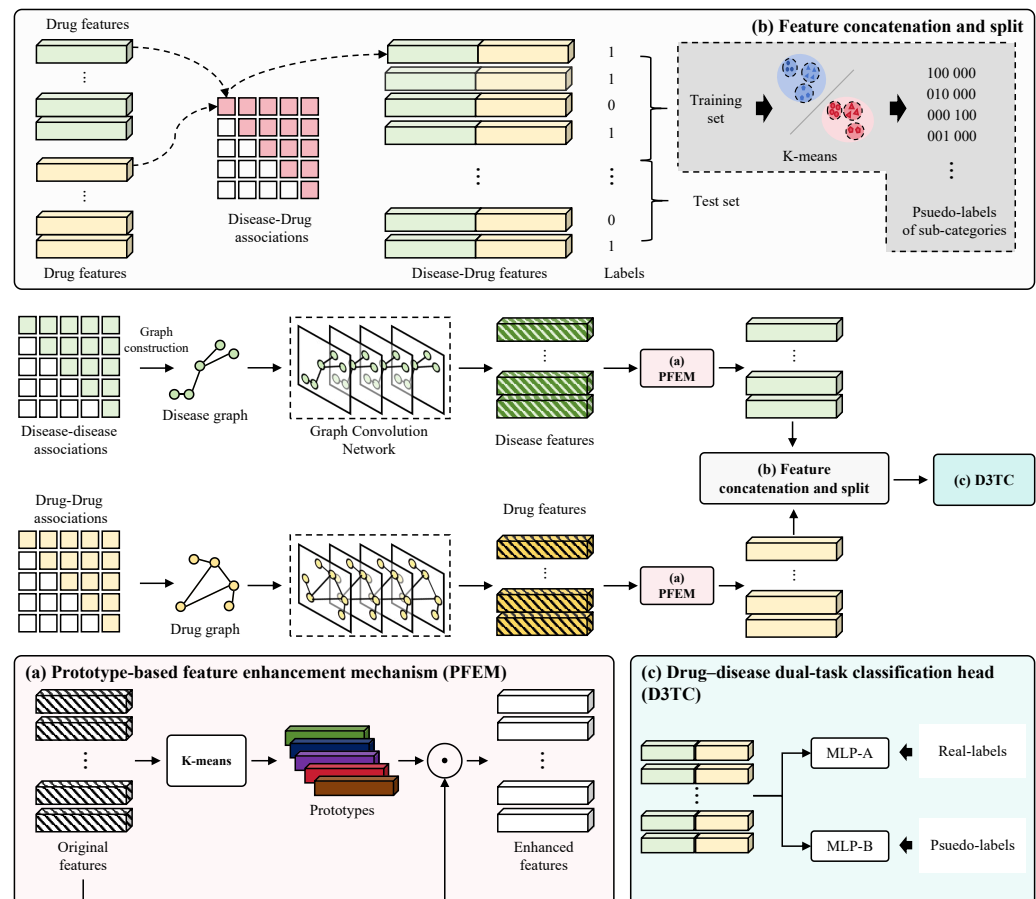 Drug features
(b) Feature concatenation and split
1
1
0
1
0
1
Training
set
K-means
100 000
010 000
000 100
001 000
Psuedo-labels
of sub-categories
Test set
Disease-Drug
associations
Drug features
Disease-Drug features
Labels
Graph
construction
Disease graph
Disease-disease
associations
Graph Convolution
Network
Disease features
(a)
PFEM
(b) Feature
concatenation and split
(c) D3TC
Drug-Drug
associations
Drug graph
Drug features
(a)
PFEM
(a) Prototype-based feature enhancement mechanism (PFEM)
K-means
Prototypes
Original
features
Enhanced
features
(c) Drug–disease dual-task classification head
(D3TC)
MLP-A
Real-labels
MLP-B
Psuedo-labels